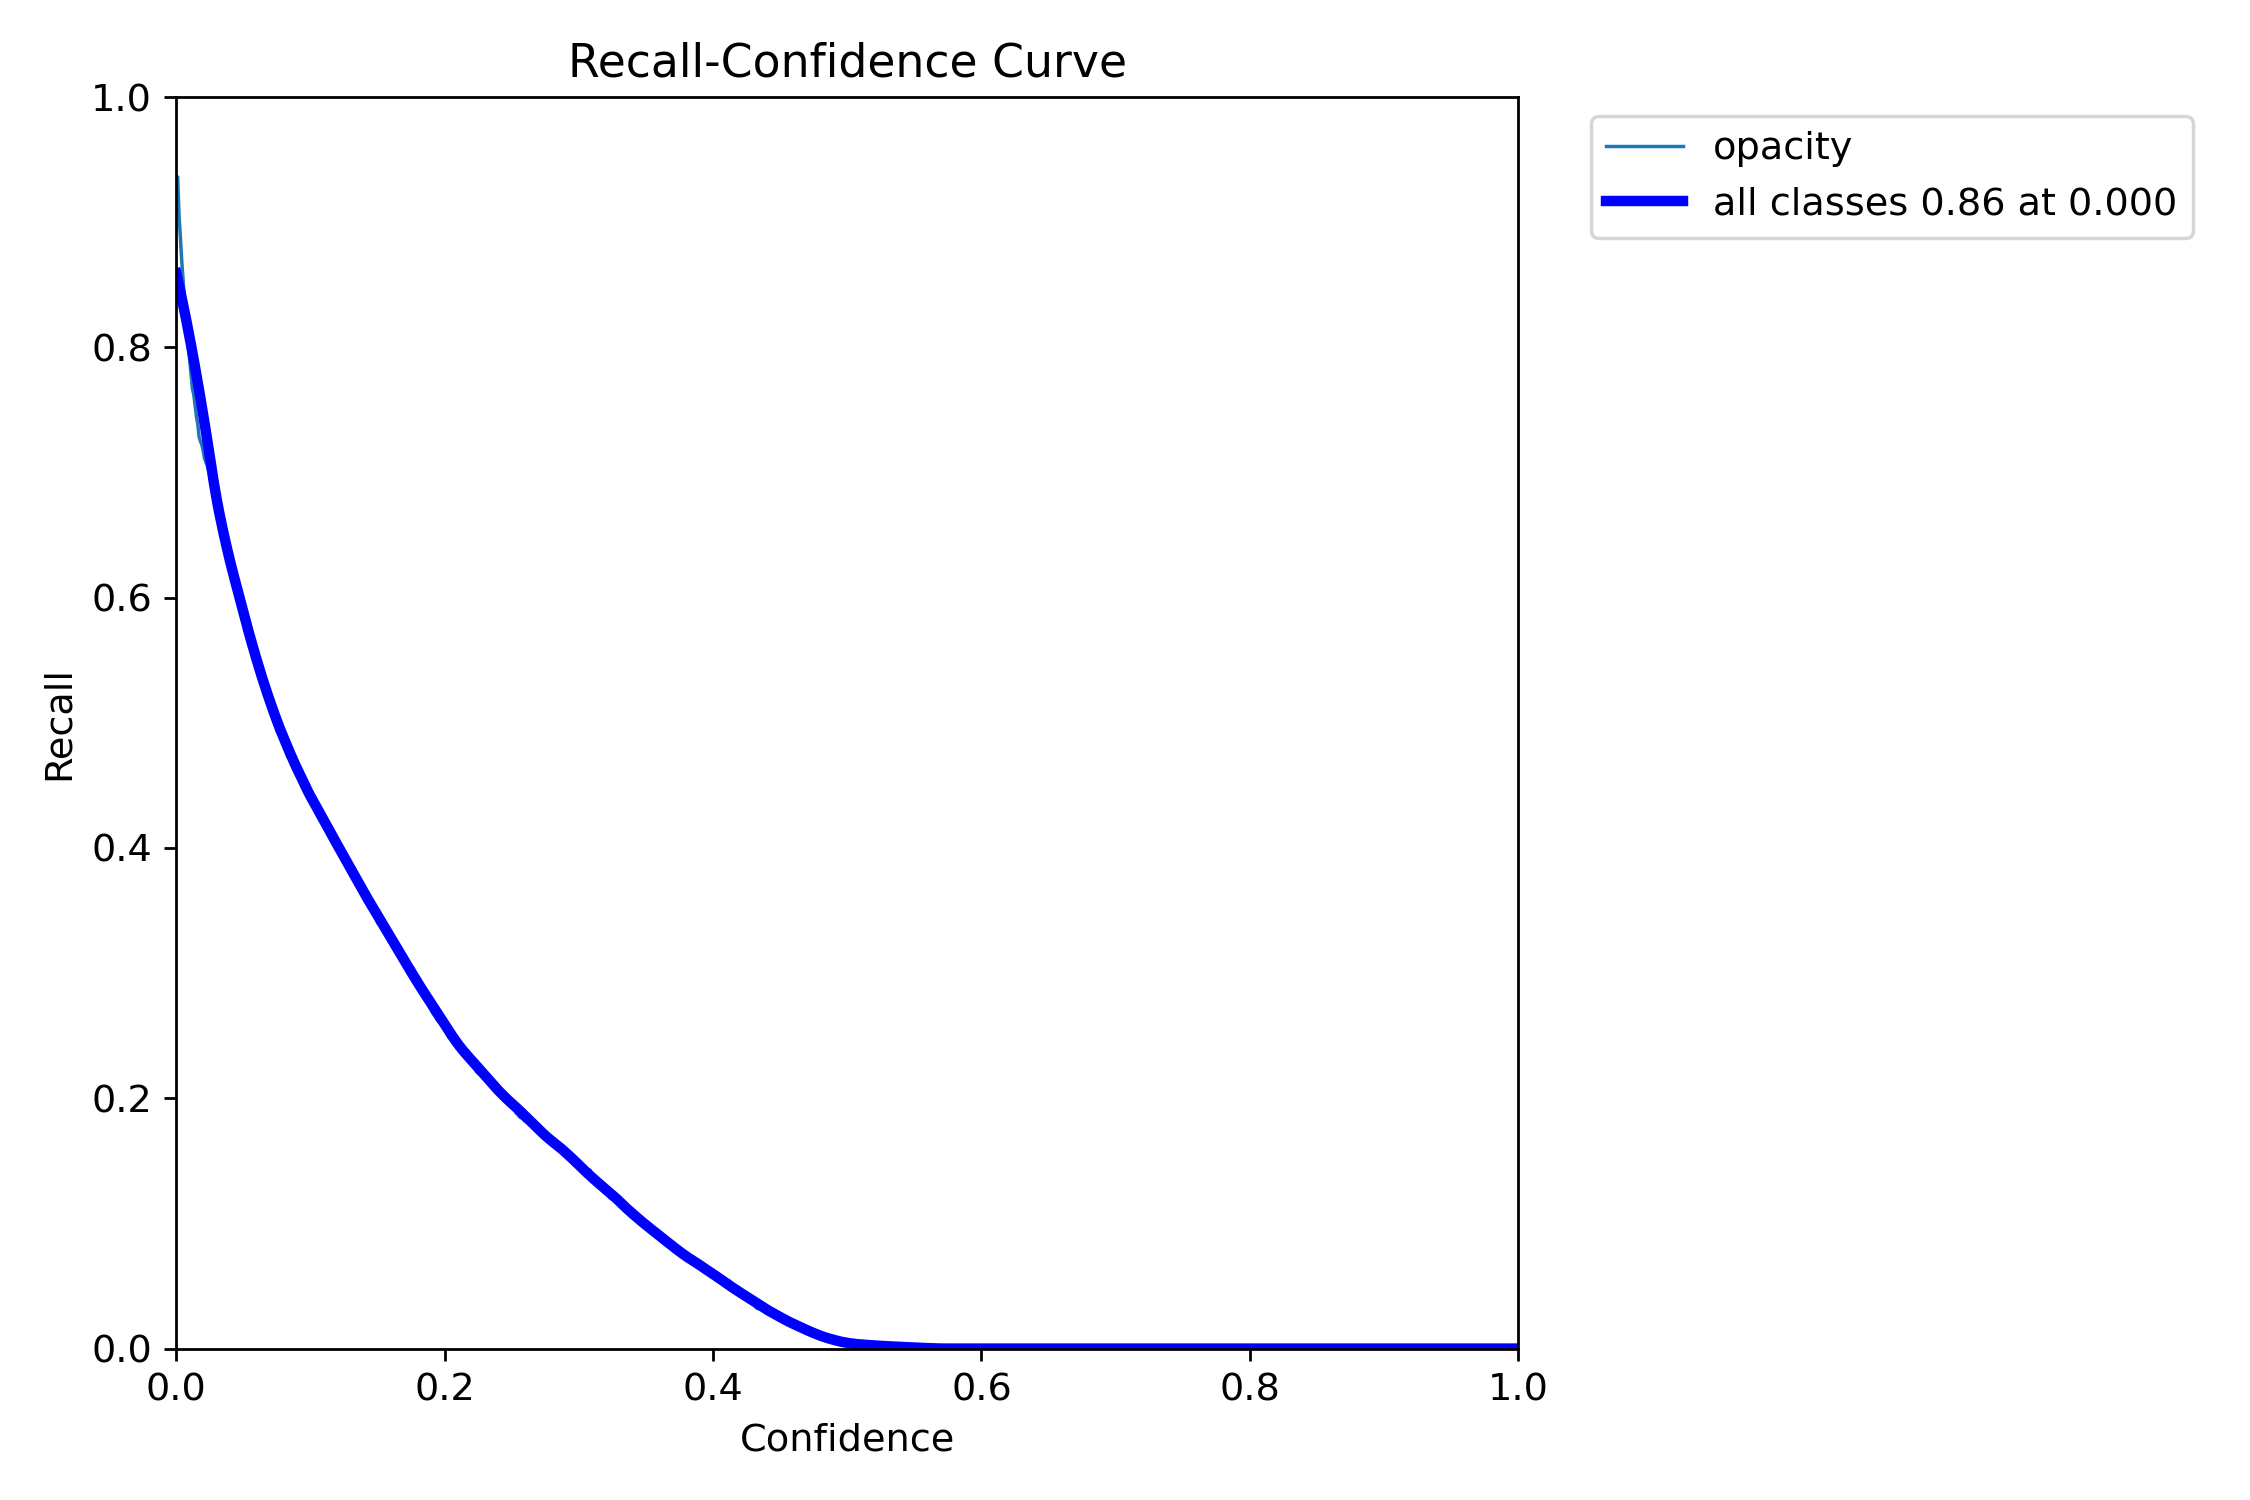 Recall-Confidence Curve
1.0
0.8
0.6
0.4
0.2
0.0
Recall
0.0 0.2 0.4 0.6 0.8 1.0
Confidence
opacity
all classes 0.86 at 0.000